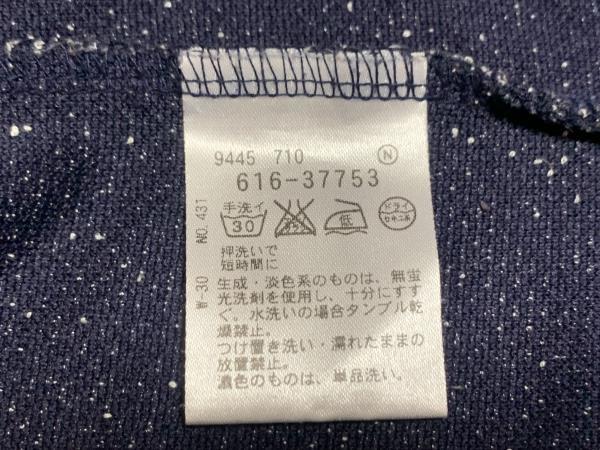 9445 710 N
616-37753
手洗イ
30
低
ドライ
セキユ系
押洗いで
短時間に
生成・淡色系のものは、無蛍
光洗剤を使用し、十分にすす
ぐ。水洗いの場合タンブル乾
燥禁止。
つけ置き洗い・濡れたままの
放置禁止。
濃色のものは、単品洗い。
W-30 NO.431